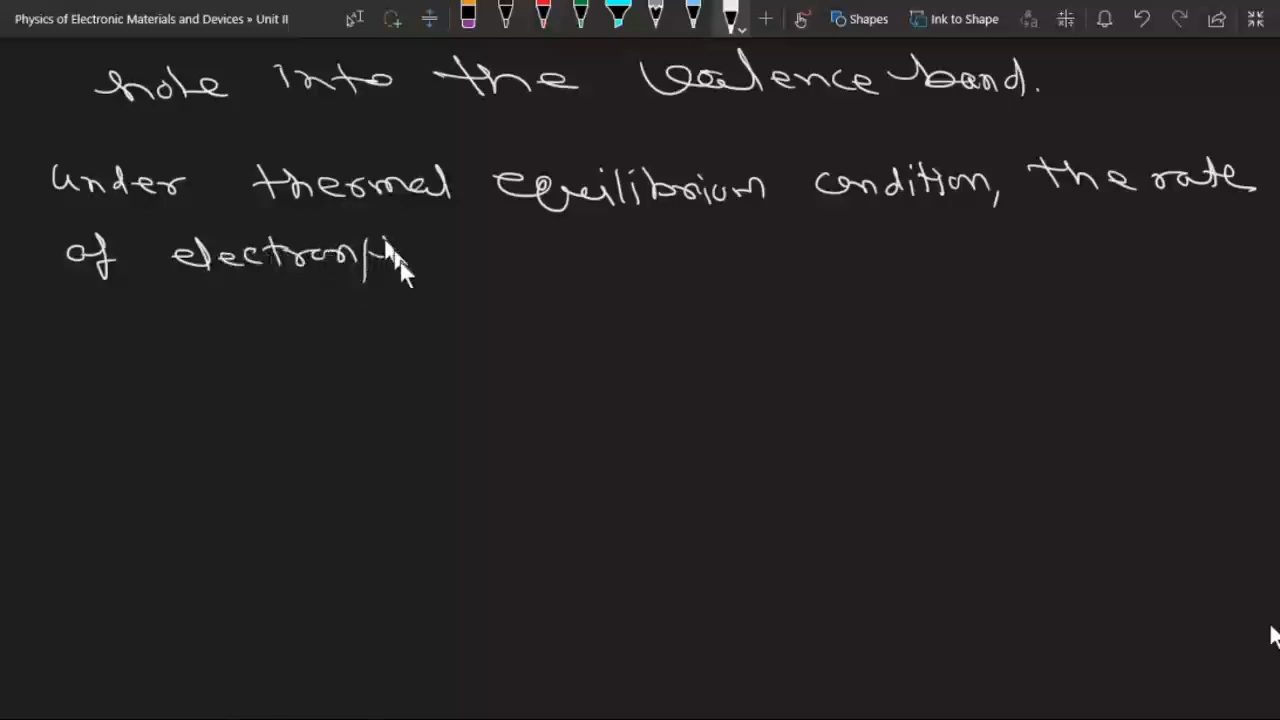 Physics of Electronic Materials and Devices » Unit II
Shapes
Ink to Shape
hole into the valence band.
under thermal equilibrium condition, the rate
of electron